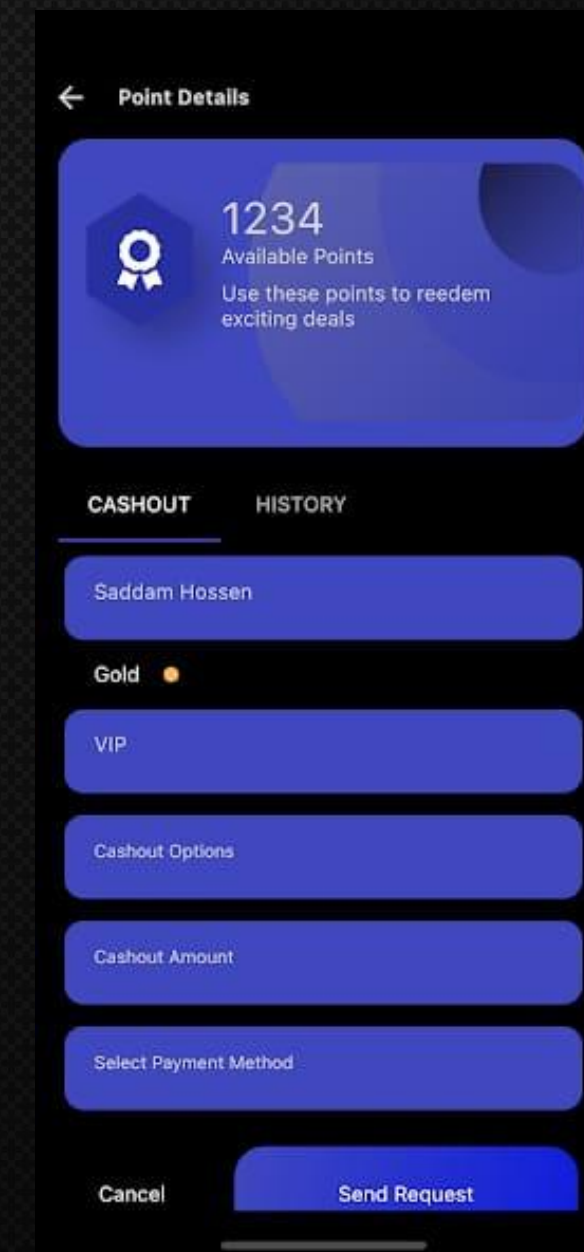 Point Details
1234
Available Points
Use these points to reedem
exciting deals
CASHOUT HISTORY
Saddam Hossen
Gold
VIP
Cashout Options
Cashout Amount
Select Payment Method
Cancel Send Request